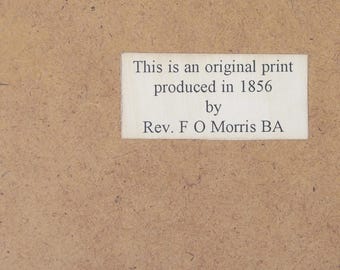 This is an original print
produced in 1856
by
Rev. F O Morris BA